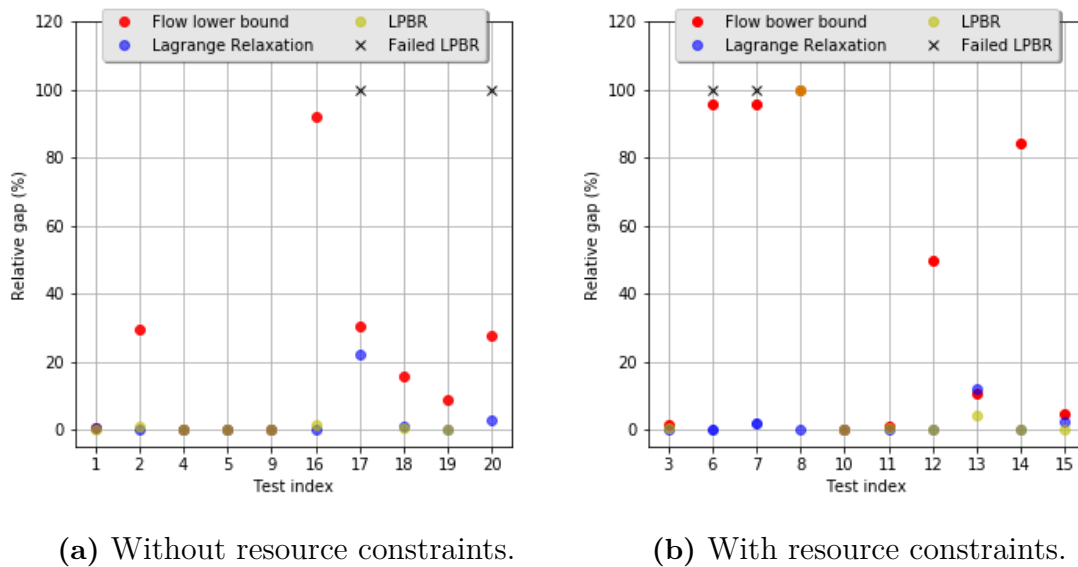 Flow lower bound
Lagrange Relaxation
LPBR
Failed LPBR
120
100
80
60
40
20
0
Relative gap (%)
1 2 4 5 9 16 17 18 19 20
Test index
(a) Without resource constraints.
Flow bower bound
Lagrange Relaxation
LPBR
Failed LPBR
120
100
80
60
40
20
0
Relative gap (%)
3 6 7 8 10 11 12 13 14 15
Test index
(b) With resource constraints.